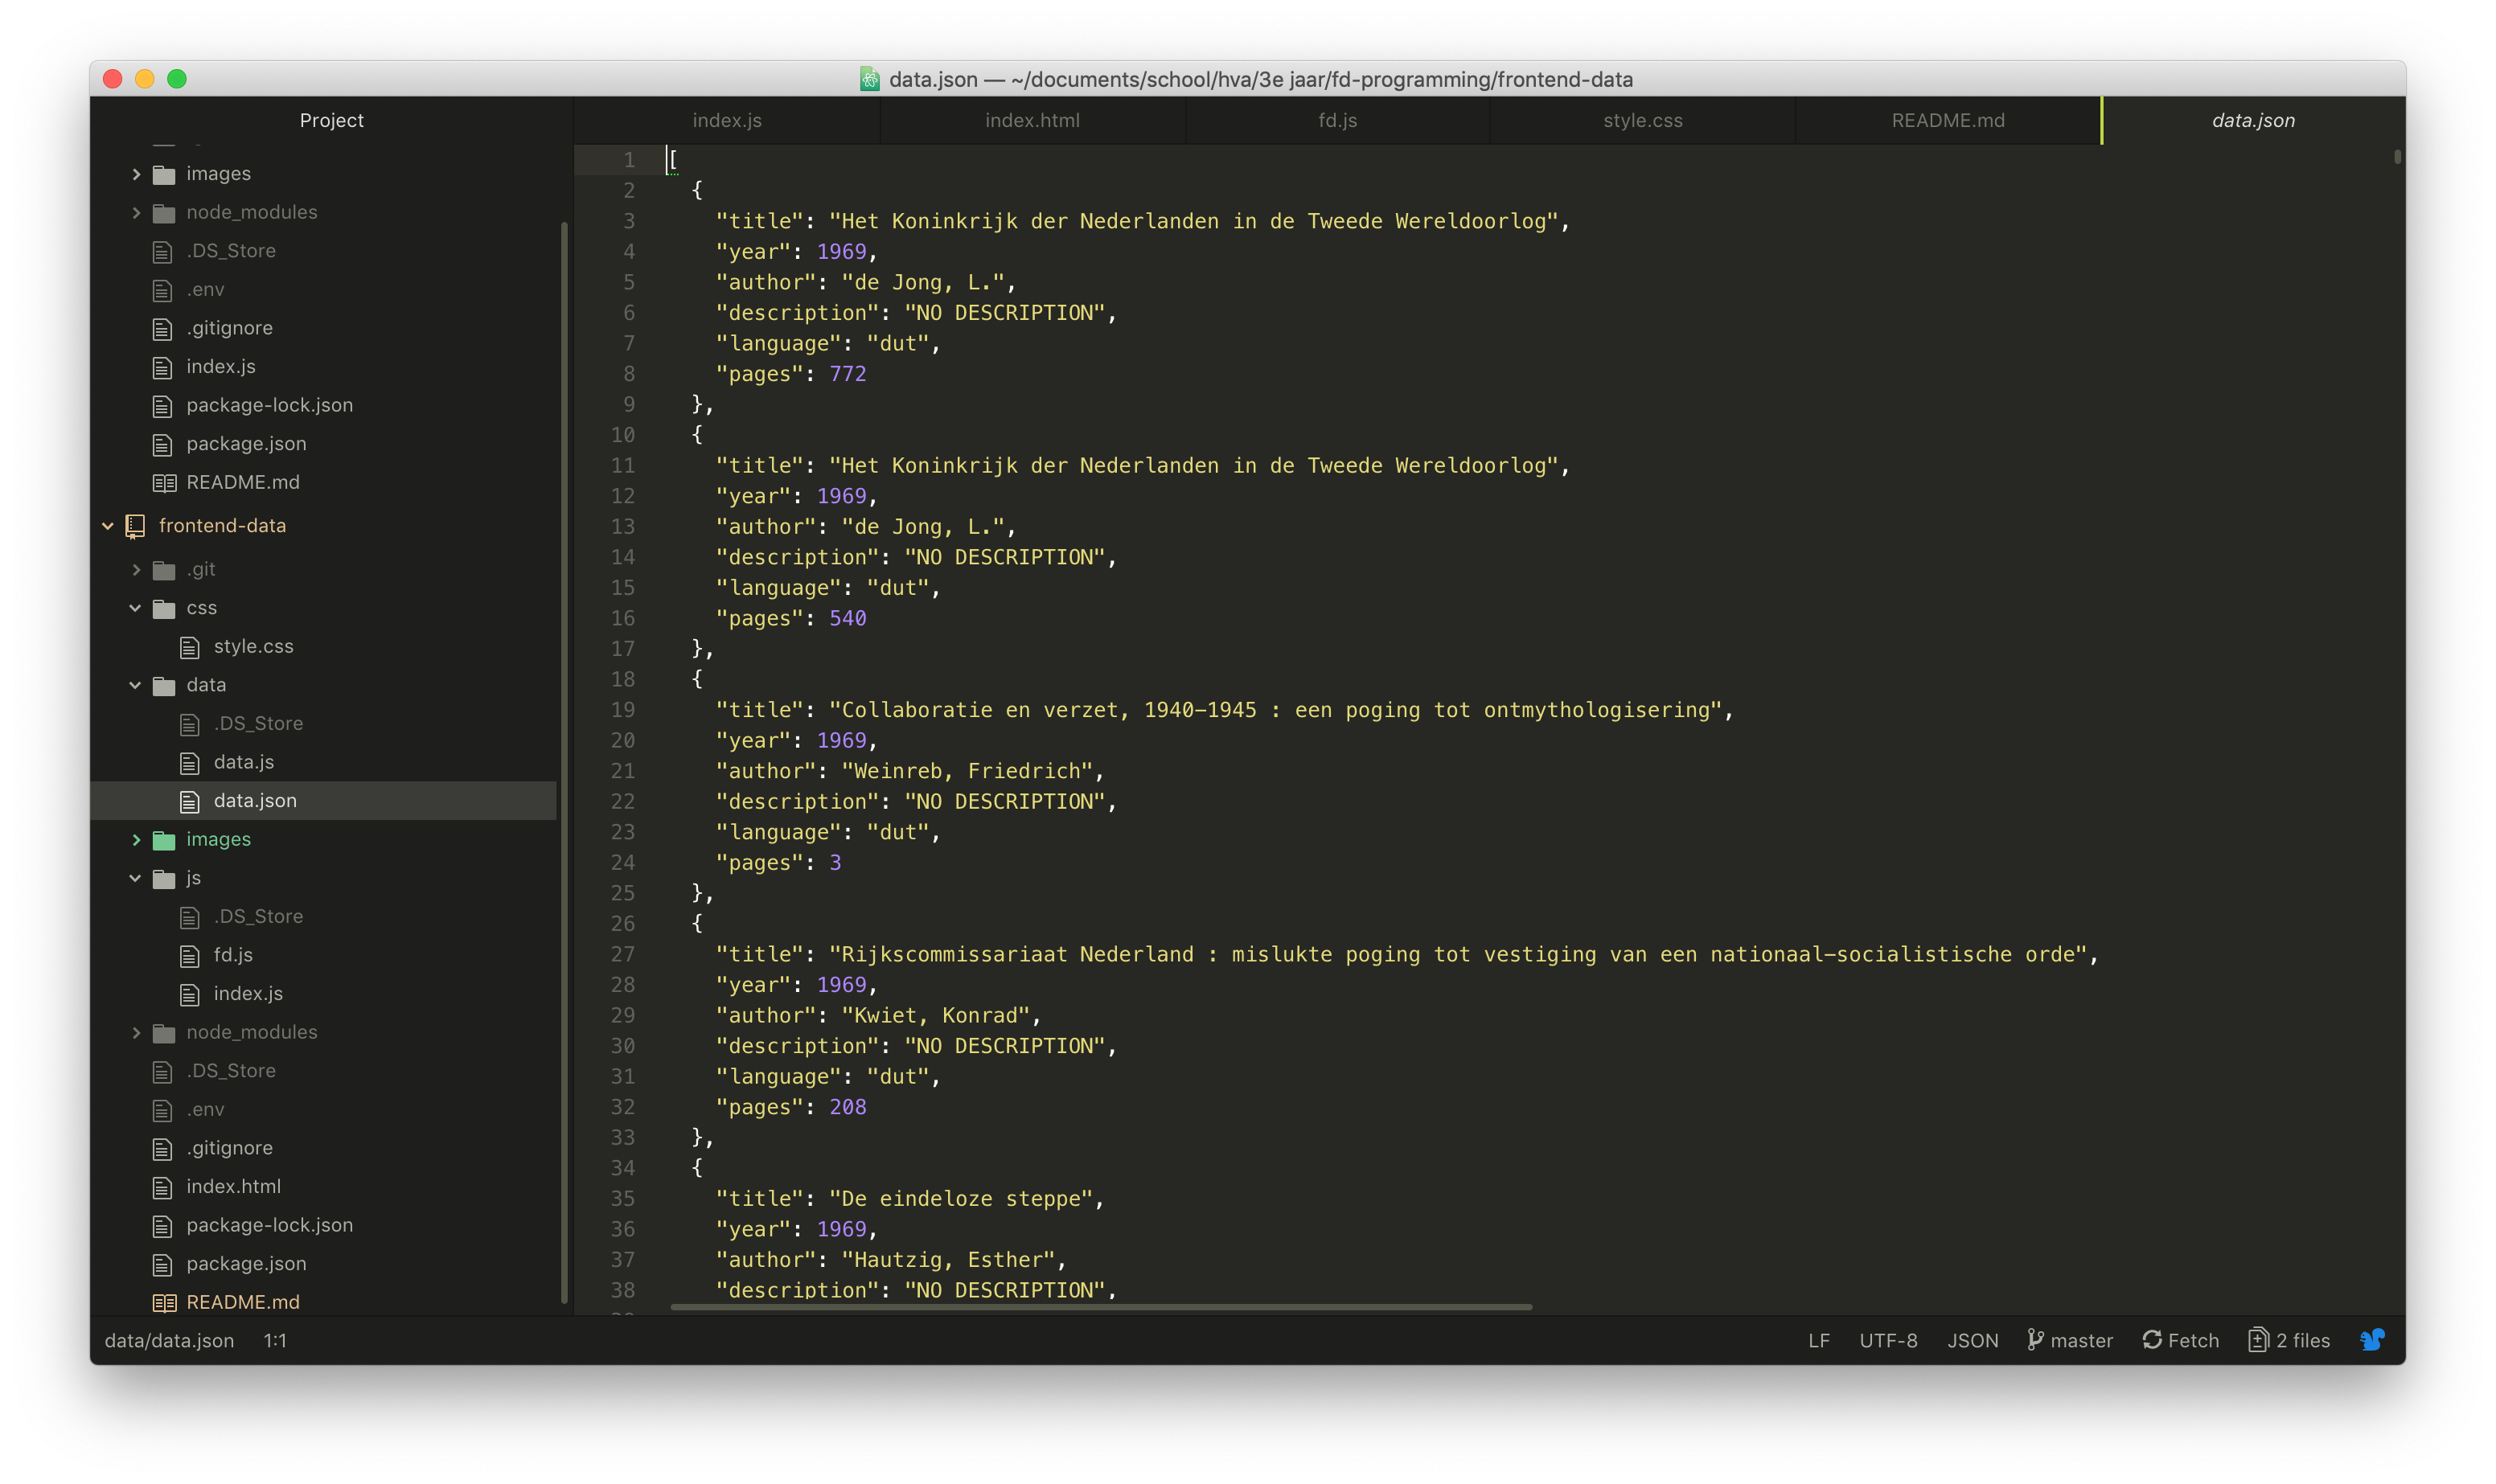 data.json — ~/documents/school/hva/3e jaar/fd-programming/frontend-data
Project
images
node_modules
.DS_Store
.env
.gitignore
index.js
package-lock.json
package.json
README.md
frontend-data
.git
css
style.css
data
.DS_Store
data.js
data.json
images
js
.DS_Store
fd.js
index.js
node_modules
.DS_Store
.env
.gitignore
index.html
package-lock.json
package.json
README.md
index.js index.html fd.js style.css README.md data.json
1 [
2 {
3 "title": "Het Koninkrijk der Nederlanden in de Tweede Wereldoorlog",
4 "year": 1969,
5 "author": "de Jong, L.",
6 "description": "NO DESCRIPTION",
7 "language": "dut",
8 "pages": 772
9 },
10 {
11 "title": "Het Koninkrijk der Nederlanden in de Tweede Wereldoorlog",
12 "year": 1969,
13 "author": "de Jong, L.",
14 "description": "NO DESCRIPTION",
15 "language": "dut",
16 "pages": 540
17 },
18 {
19 "title": "Collaboratie en verzet, 1940-1945 : een poging tot ontmythologisering",
20 "year": 1969,
21 "author": "Weinreb, Friedrich",
22 "description": "NO DESCRIPTION",
23 "language": "dut",
24 "pages": 3
25 },
26 {
27 "title": "Rijkscommissariaat Nederland : mislukte poging tot vestiging van een nationaal-socialistische orde",
28 "year": 1969,
29 "author": "Kwiet, Konrad",
30 "description": "NO DESCRIPTION",
31 "language": "dut",
32 "pages": 208
33 },
34 {
35 "title": "De eindeloze steppe",
36 "year": 1969,
37 "author": "Hautzig, Esther",
38 "description": "NO DESCRIPTION",
data/data.json 1:1 LF UTF-8 JSON master Fetch 2 files